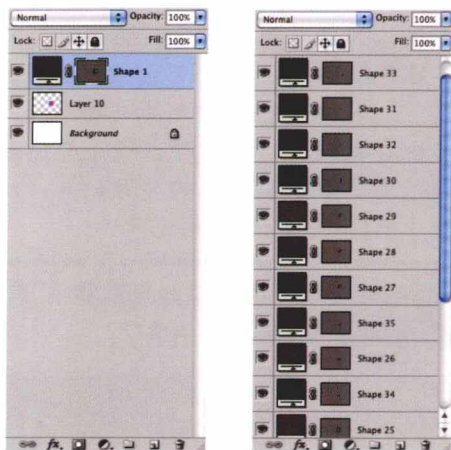 Normal
Opacity: 100%
Lock:
Fill: 100%
Shape 1
Layer 10
Background
fx.
Normal
Opacity: 100%
Lock:
Fill: 100%
Shape 33
Shape 31
Shape 32
Shape 30
Shape 29
Shape 28
Shape 27
Shape 35
Shape 26
Shape 34
Shape 25
fx.